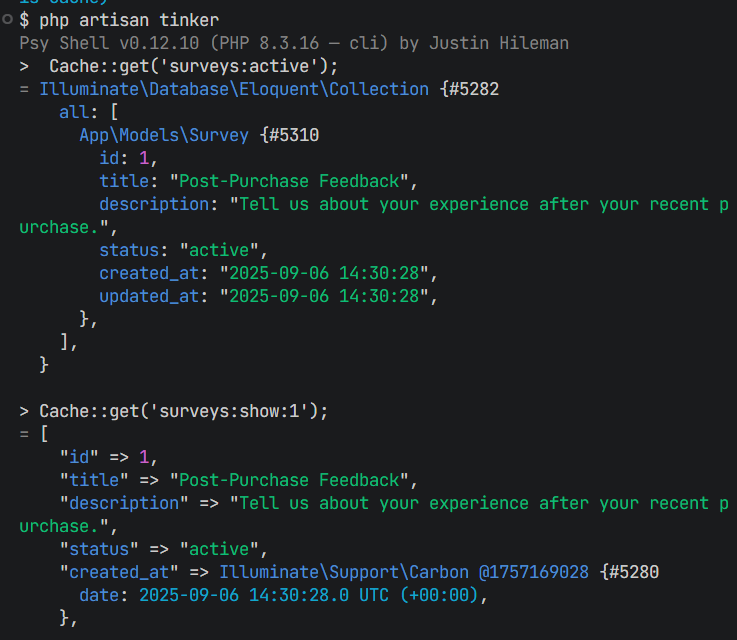 $ php artisan tinker
Psy Shell v0.12.10 (PHP 8.3.16 — cli) by Justin Hileman
>  Cache::get('surveys:active');
= Illuminate\Database\Eloquent\Collection {#5282
    all: [
      App\Models\Survey {#5310
        id: 1,
        title: "Post-Purchase Feedback",
        description: "Tell us about your experience after your recent p
urchase.",
        status: "active",
        created_at: "2025-09-06 14:30:28",
        updated_at: "2025-09-06 14:30:28",
      },
    ],
  }
> Cache::get('surveys:show:1');
= [
    "id" => 1,
    "title" => "Post-Purchase Feedback",
    "description" => "Tell us about your experience after your recent p
urchase.",
    "status" => "active",
    "created_at" => Illuminate\Support\Carbon @1757169028 {#5280
      date: 2025-09-06 14:30:28.0 UTC (+00:00),
    },